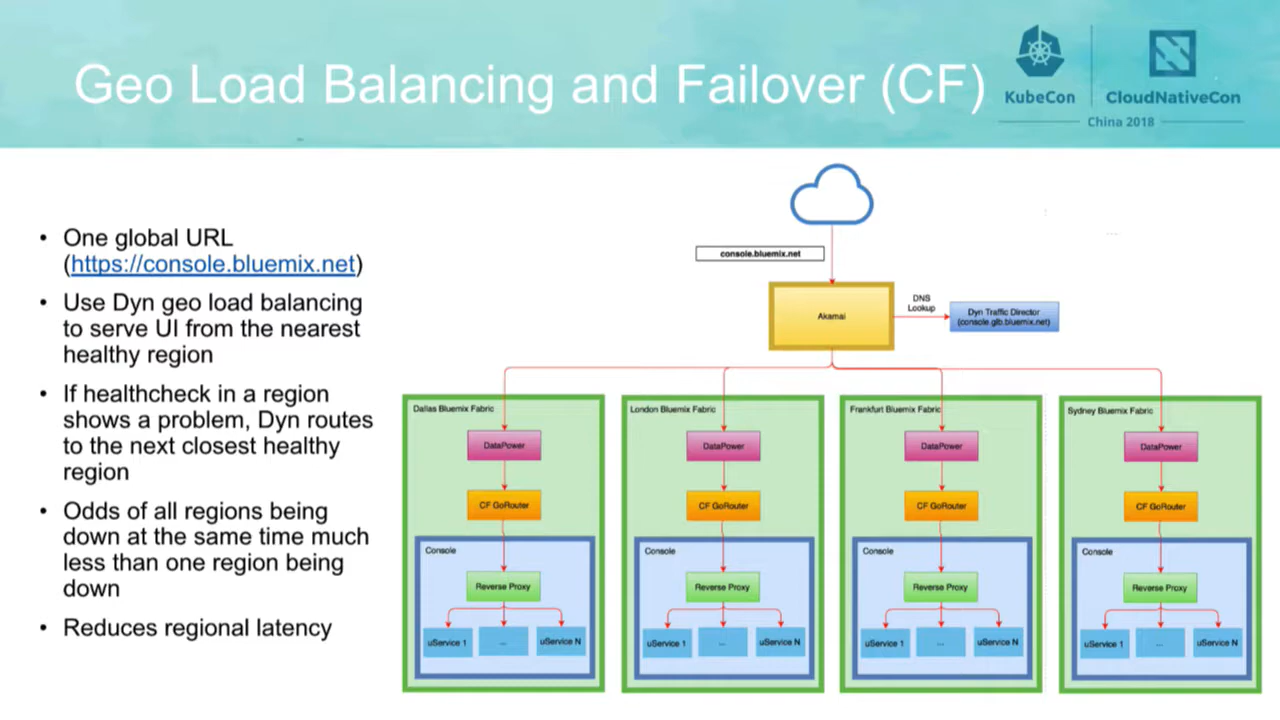 Geo Load Balancing and Failover (CF)
KubeCon
CloudNativeCon
China 2018
• One global URL
(https://console.bluemix.net)
• Use Dyn geo load balancing
to serve UI from the nearest
healthy region
• If healthcheck in a region
shows a problem, Dyn routes
to the next closest healthy
region
• Odds of all regions being
down at the same time much
less than one region being
down
• Reduces regional latency
console.bluemix.net
Akamai
DNS
Lookup
Dyn Traffic Director
(console.glb.bluemix.net)
Dallas Bluemix Fabric
DataPower
CF GoRouter
Console
Reverse Proxy
uService 1
...
uService N
London Bluemix Fabric
DataPower
CF GoRouter
Console
Reverse Proxy
uService 1
...
uService N
Frankfurt Bluemix Fabric
DataPower
CF GoRouter
Console
Reverse Proxy
uService 1
...
uService N
Sydney Bluemix Fabric
DataPower
CF GoRouter
Console
Reverse Proxy
uService 1
...
uService N